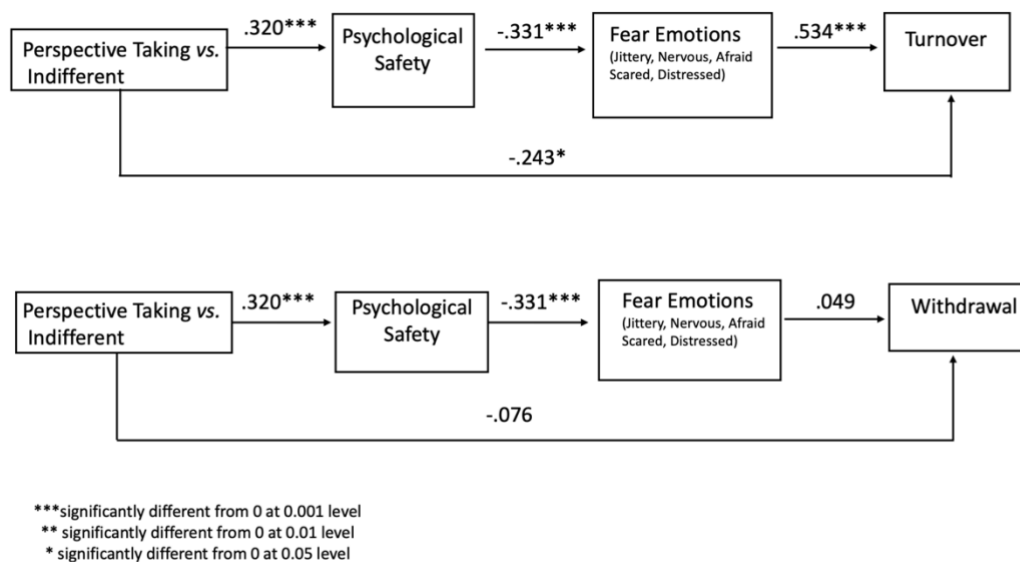 .320***
-.331***
.534***
Perspective Taking vs.
Indifferent
Psychological
Safety
Fear Emotions
(Jittery, Nervous, Afraid
Scared, Distressed)
Turnover
-.243*
.320***
-.331***
.049
Perspective Taking vs.
Indifferent
Psychological
Safety
Fear Emotions
(Jittery, Nervous, Afraid
Scared, Distressed)
Withdrawal
-.076
***significantly different from 0 at 0.001 level
** significantly different from 0 at 0.01 level
* significantly different from 0 at 0.05 level